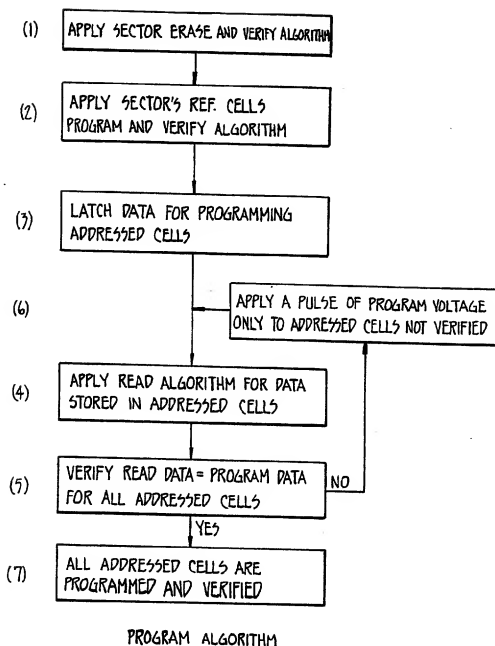 (1)
APPLY SECTOR ERASE AND VERIFY ALGORITHM
(2)
APPLY SECTOR'S REF. CELLS
PROGRAM AND VERIFY ALGORITHM
(3)
LATCH DATA FOR PROGRAMMING
ADDRESSED CELLS
(6)
APPLY A PULSE OF PROGRAM VOLTAGE
ONLY TO ADDRESSED CELLS NOT VERIFIED
(4)
APPLY READ ALGORITHM FOR DATA
STORED IN ADDRESSED CELLS
(5)
VERIFY READ DATA = PROGRAM DATA
FOR ALL ADDRESSED CELLS
NO
YES
(7)
ALL ADDRESSED CELLS ARE
PROGRAMMED AND VERIFIED
PROGRAM ALGORITHM